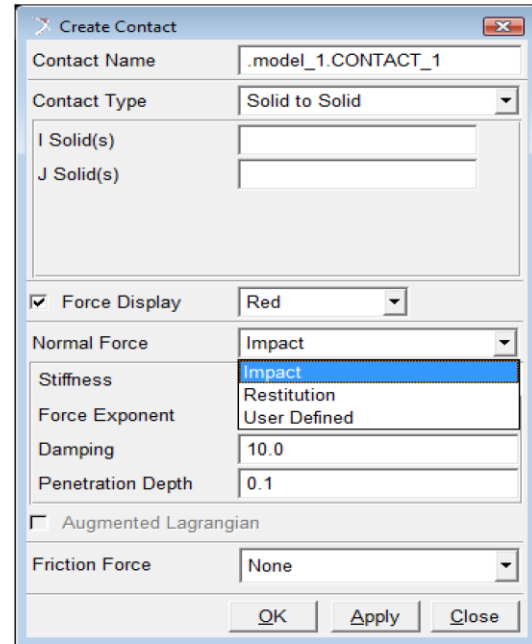 Create Contact
Contact Name .model_1.CONTACT_1
Contact Type Solid to Solid
I Solid(s)
J Solid(s)
Force Display Red
Normal Force Impact
Impact
Stiffness
Restitution
Force Exponent
User Defined
Damping 10.0
Penetration Depth 0.1
Augmented Lagrangian
Friction Force None
OK Apply Close